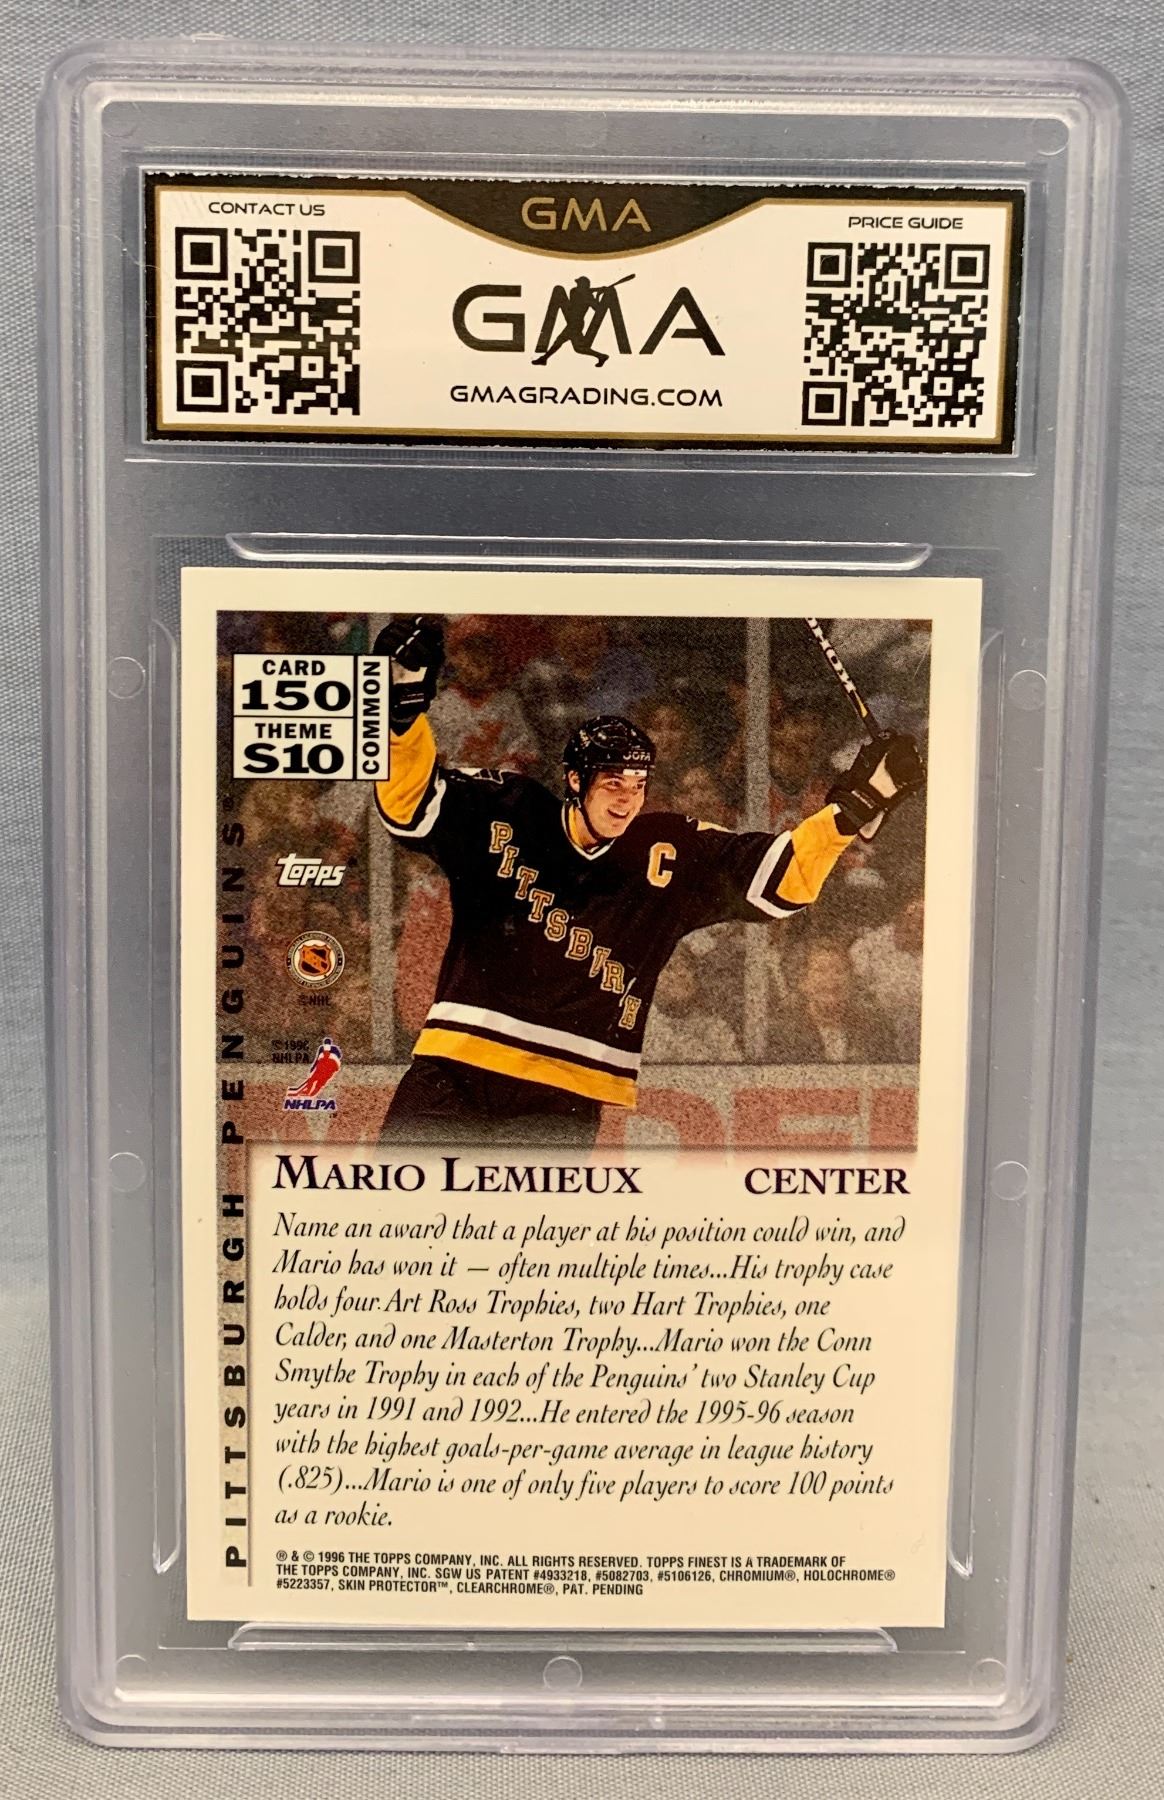 CONTACT US
GMA
PRICE GUIDE
GMA
GMAGRADING.COM
CARD
150
THEME
S10
COMMON
HOM
JOFA
PITTSBURGH
C
Topps®
©NHL
©1996
NHLPA
NHLPA
PITTSBURGH PENGUINS®
MARIO LEMIEUX CENTER
Name an award that a player at his position could win, and
Mario has won it — often multiple times...His trophy case
holds four Art Ross Trophies, two Hart Trophies, one
Calder, and one Masterton Trophy...Mario won the Conn
Smythe Trophy in each of the Penguins' two Stanley Cup
years in 1991 and 1992...He entered the 1995-96 season
with the highest goals-per-game average in league history
(.825)...Mario is one of only five players to score 100 points
as a rookie.
® & © 1996 THE TOPPS COMPANY, INC. ALL RIGHTS RESERVED. TOPPS FINEST IS A TRADEMARK OF
THE TOPPS COMPANY, INC. SGW US PATENT #4933218, #5082703, #5106126, CHROMIUM®, HOLOCHROME®
#5223357, SKIN PROTECTOR™, CLEARCHROME®, PAT. PENDING